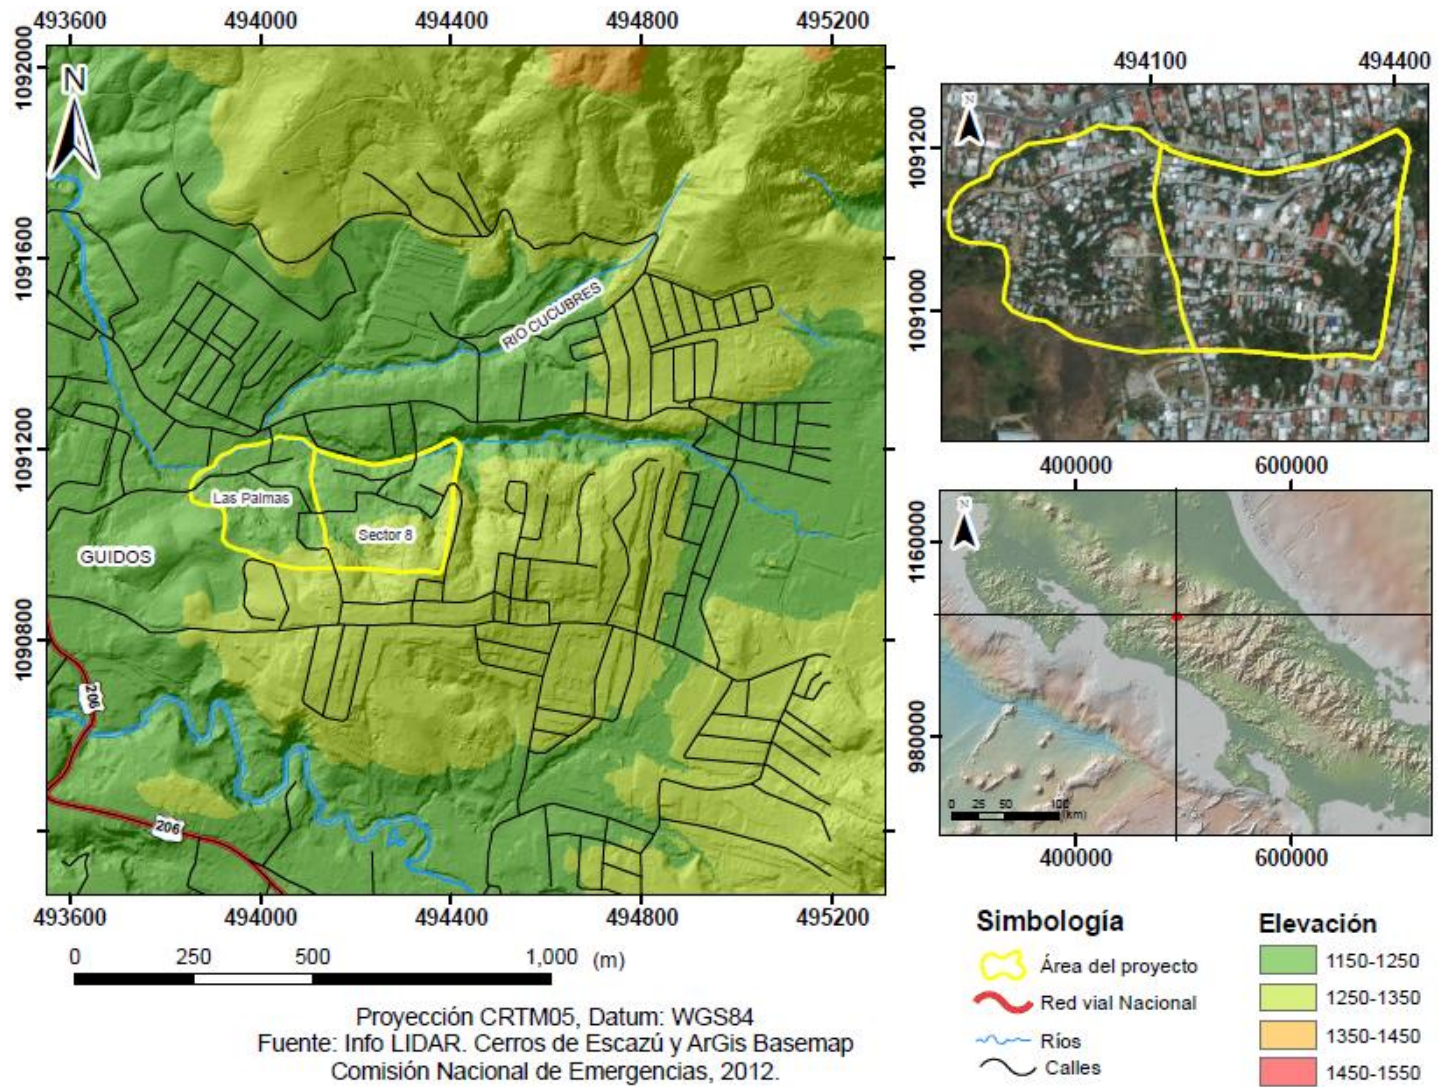 493600 494000 494400 494800 495200
1092000
1091600
1091200
1090800
N
RIO CUCUBRES
Las Palmas
Sector 8
GUIDOS
206
206
493600 494000 494400 494800 495200
0 250 500 1,000 (m)
Proyección CRTM05, Datum: WGS84
Fuente: Info LIDAR. Cerros de Escazú y ArGis Basemap
Comisión Nacional de Emergencias, 2012.
494100 494400
1091200
1091000
N
400000 600000
1160000
980000
N
0 25 50 100
(km)
400000 600000
Simbología
Área del proyecto
Red vial Nacional
Ríos
Calles
Elevación
1150-1250
1250-1350
1350-1450
1450-1550